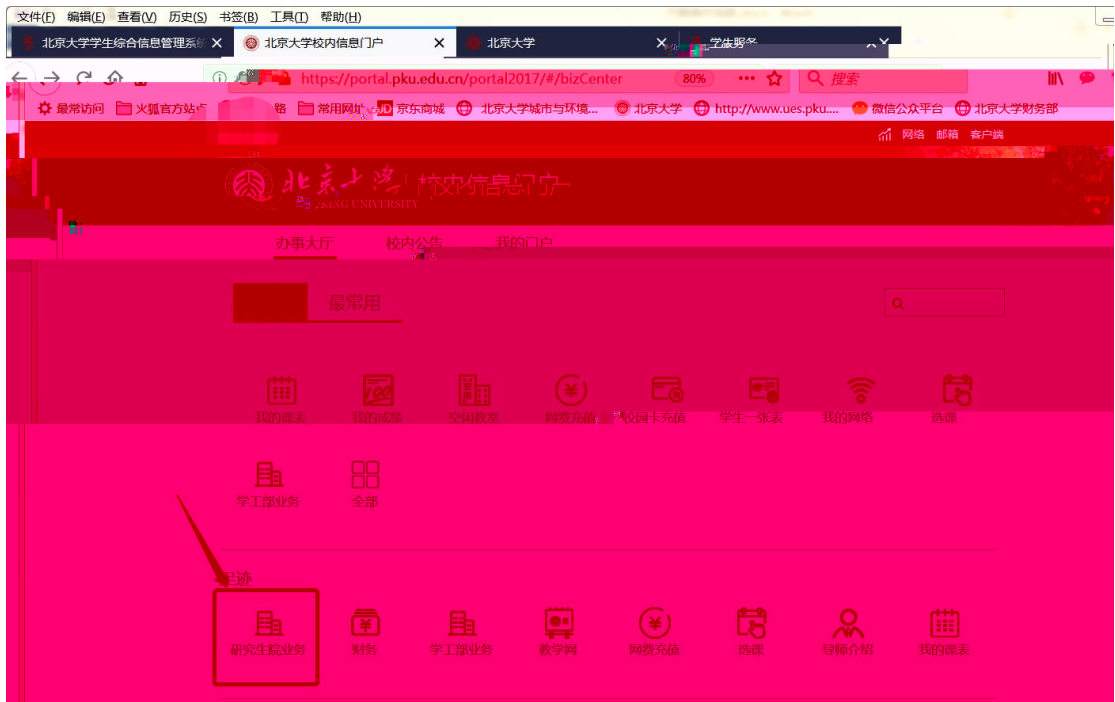 文件(F) 编辑(E) 查看(V) 历史(S) 书签(B) 工具(T) 帮助(H)
北京大学学生综合信息管理系统 北京大学校内信息门户 北京大学
https://portal.pku.edu.cn/portal2017/#/bizCenter 80% 搜索
最常访问 火狐官方站点 常用网址 JD 京东商城 北京大学城市与环境... 北京大学 http://www.ues.pku.... 微信公众平台 北京大学财务部
网络 邮箱 客户端
北京大学 校内信息门户
办事大厅 校内公告 我的门户
最常用
我的课表 我的成绩 空闲教室 网费充值 校园卡充值 学生一张表 我的网络 选课
学工部业务 全部
足迹
研究生院业务 财务 学工部业务 教学网 网费充值 选课 导师介绍 我的课表